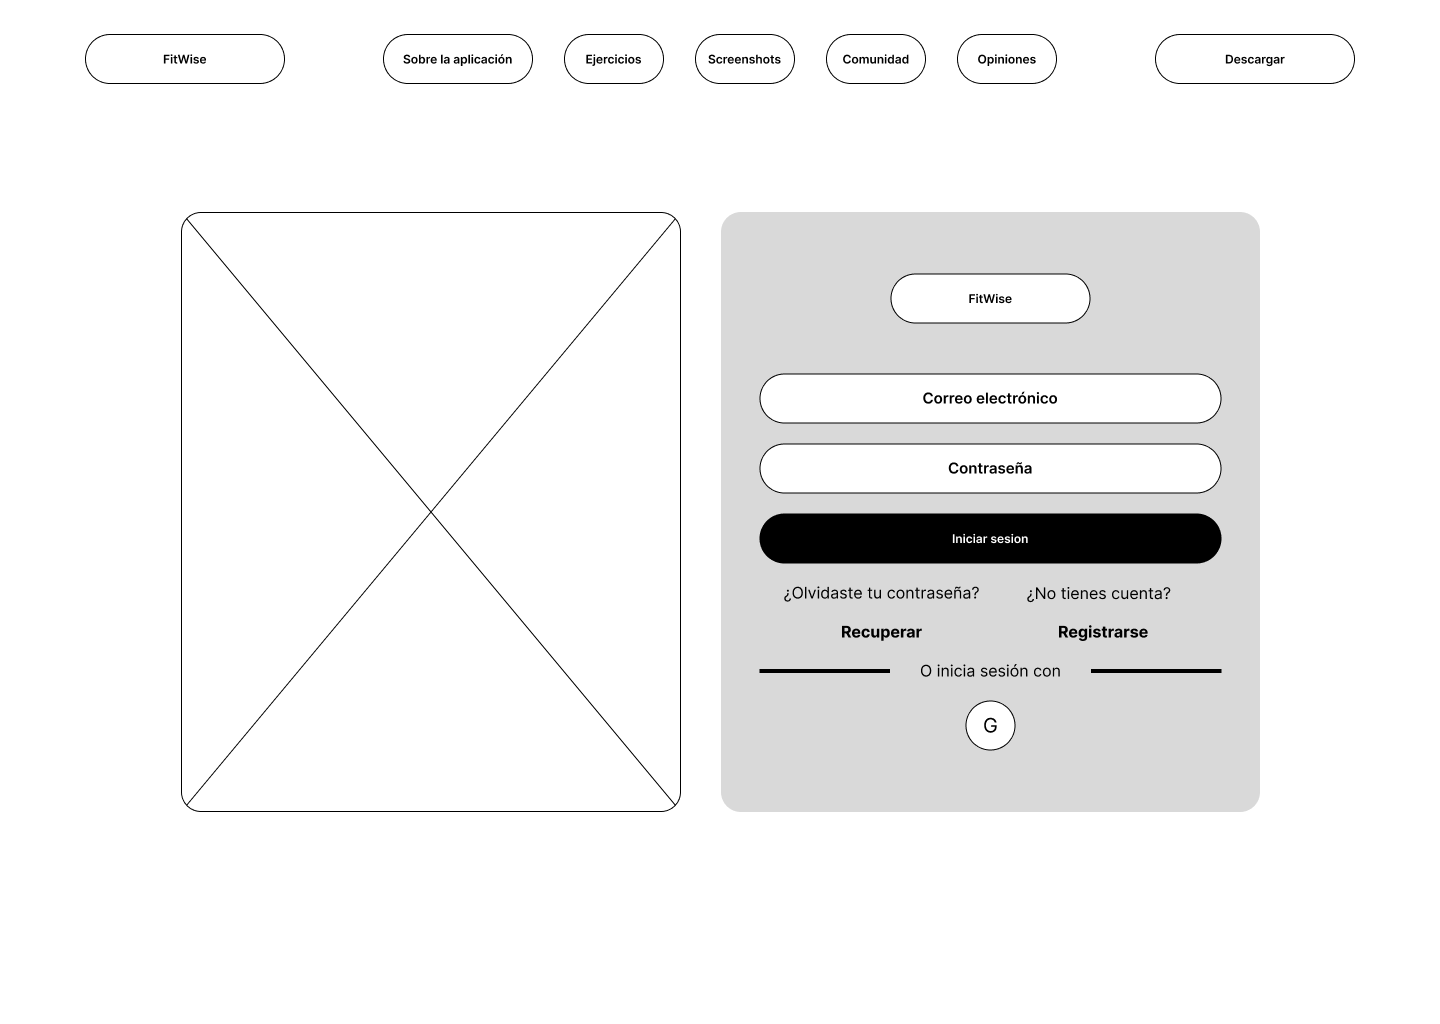 FitWise
Sobre la aplicación
Ejercicios
Screenshots
Comunidad
Opiniones
Descargar
FitWise
Correo electrónico
Contraseña
Iniciar sesion
¿Olvidaste tu contraseña?
¿No tienes cuenta?
Recuperar
Registrarse
O inicia sesión con
G